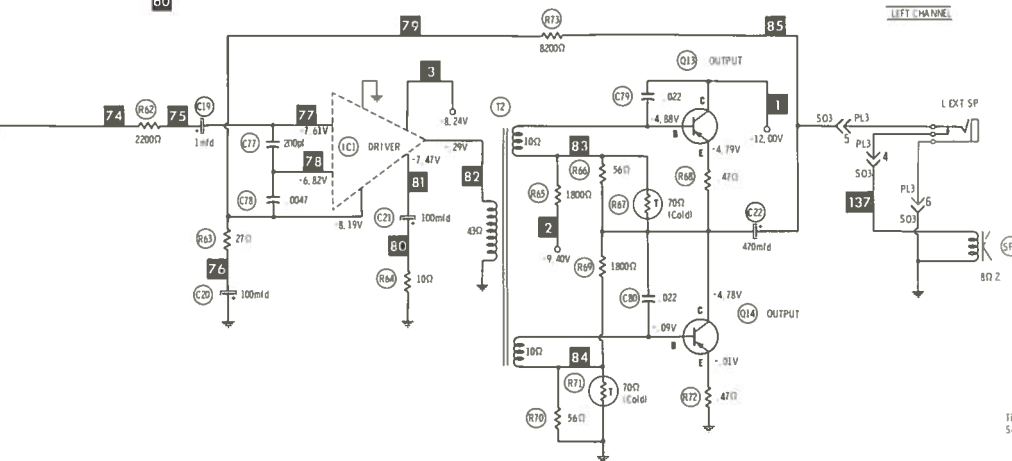 80
LEFT CHANNEL
79
R73
8200Ω
85
Q13 OUTPUT
C
3
-8.24V
T2
C79
.022
-4.88V
B
E
-4.79V
1
-12.00V
L EXT SP
SO3
PL3
5
74
R62
2200Ω
75
C19
1mfd
77
-7.61V
C77
200pf
78
-6.82V
C78
.0047
IC1
DRIVER
-.29V
-7.47V
-8.19V
82
43Ω
10Ω
83
R66
56Ω
R65
1800Ω
R67
T
70Ω
(Cold)
R68
.47Ω
2
-9.40V
C22
470mfd
PL3
4
SO3
137
PL3
6
SO3
8Ω Z
81
C21
100mfd
80
R64
10Ω
R63
27Ω
76
C20
100mfd
R69
1800Ω
C80
.022
-4.78V
C
Q14 OUTPUT
-.09V
B
E
-.01V
10Ω
84
R71
T
70Ω
(Cold)
R70
56Ω
R72
.47Ω